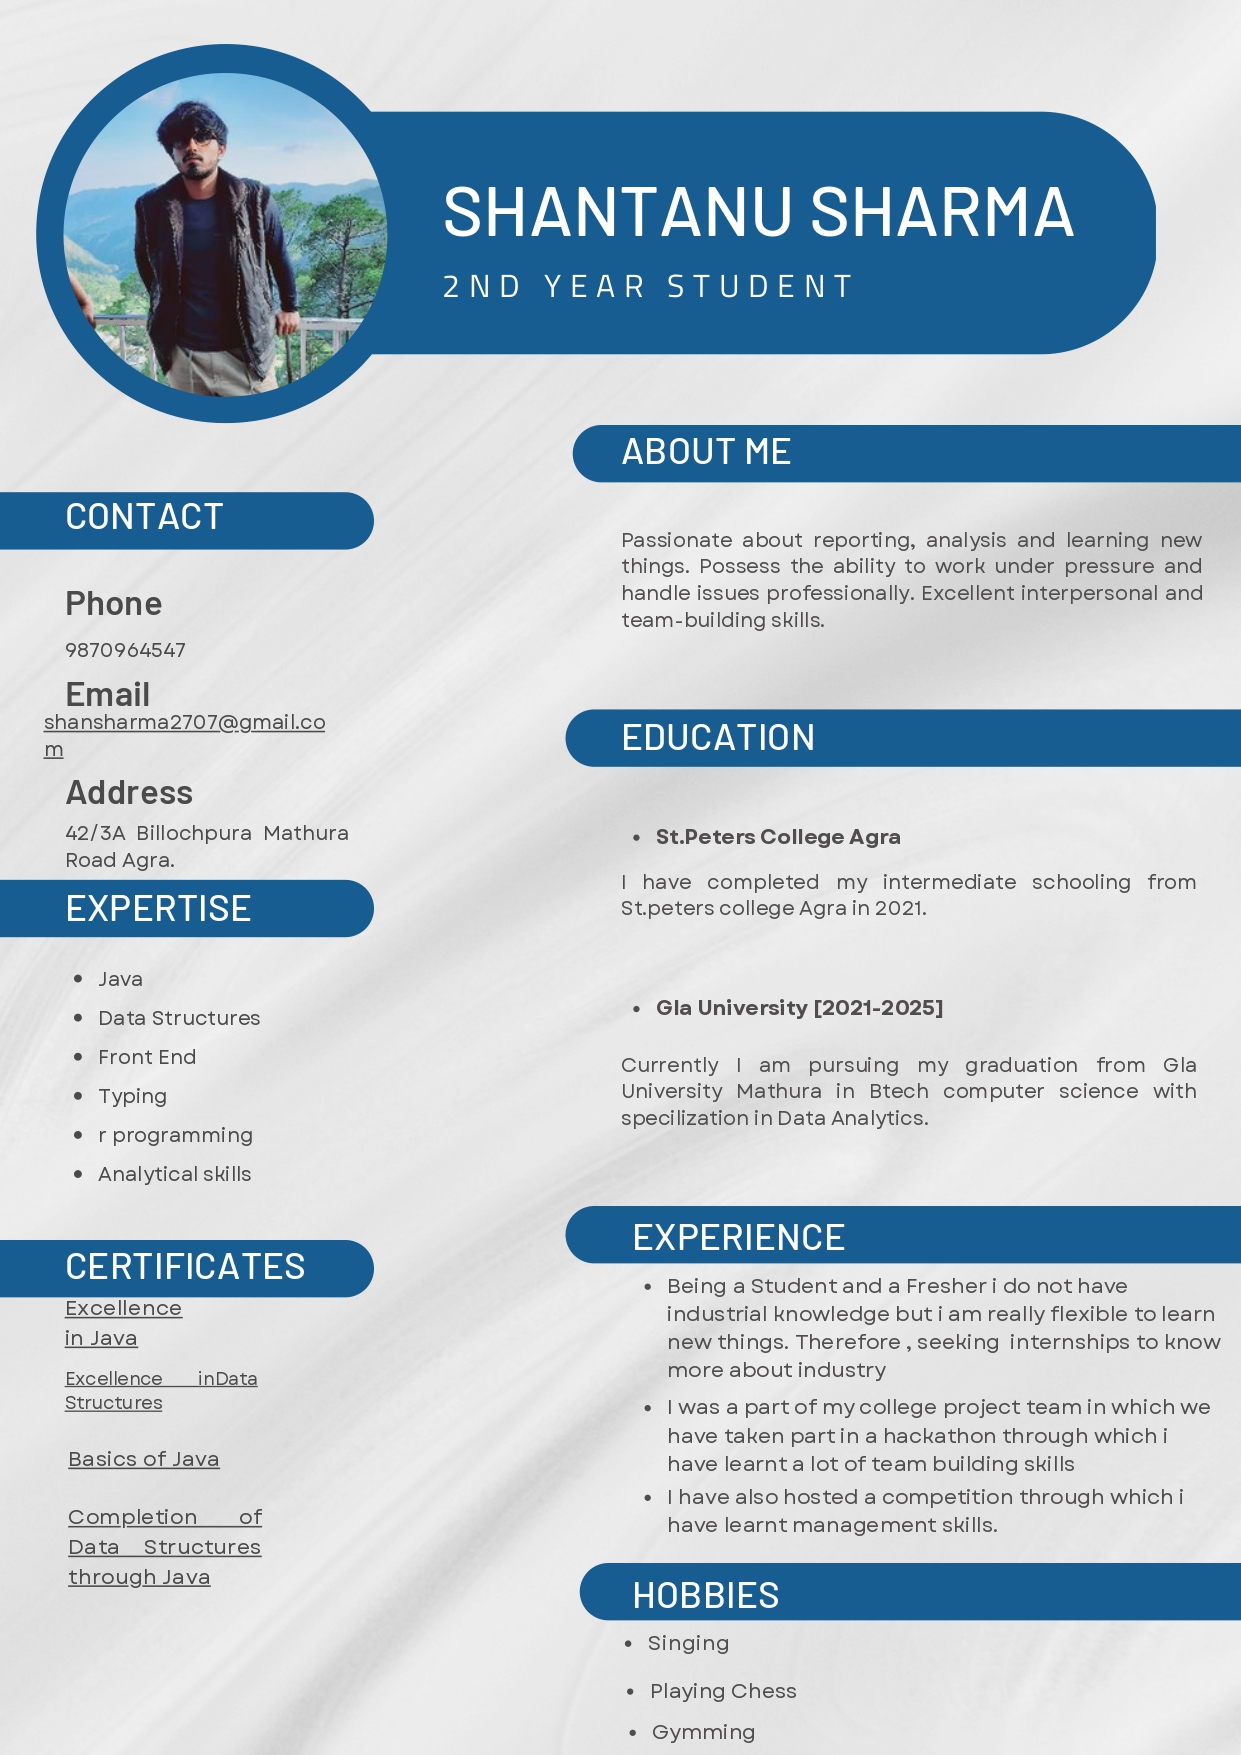 SHANTANU SHARMA
2ND YEAR STUDENT
CONTACT
Phone
9870964547
Email
shansharma2707@gmail.co
m
Address
42/3A Billochpura Mathura
Road Agra.
EXPERTISE
• Java
• Data Structures
• Front End
• Typing
• r programming
• Analytical skills
CERTIFICATES
Excellence
in Java
Excellence inData
Structures
Basics of Java
Completion of
Data Structures
through Java
ABOUT ME
Passionate about reporting, analysis and learning new
things. Possess the ability to work under pressure and
handle issues professionally. Excellent interpersonal and
team-building skills.
EDUCATION
• St.Peters College Agra
I have completed my intermediate schooling from
St.peters college Agra in 2021.
• Gla University [2021-2025]
Currently I am pursuing my graduation from Gla
University Mathura in Btech computer science with
specilization in Data Analytics.
EXPERIENCE
• Being a Student and a Fresher i do not have
industrial knowledge but i am really flexible to learn
new things. Therefore , seeking internships to know
more about industry
• I was a part of my college project team in which we
have taken part in a hackathon through which i
have learnt a lot of team building skills
• I have also hosted a competition through which i
have learnt management skills.
HOBBIES
• Singing
• Playing Chess
• Gymming